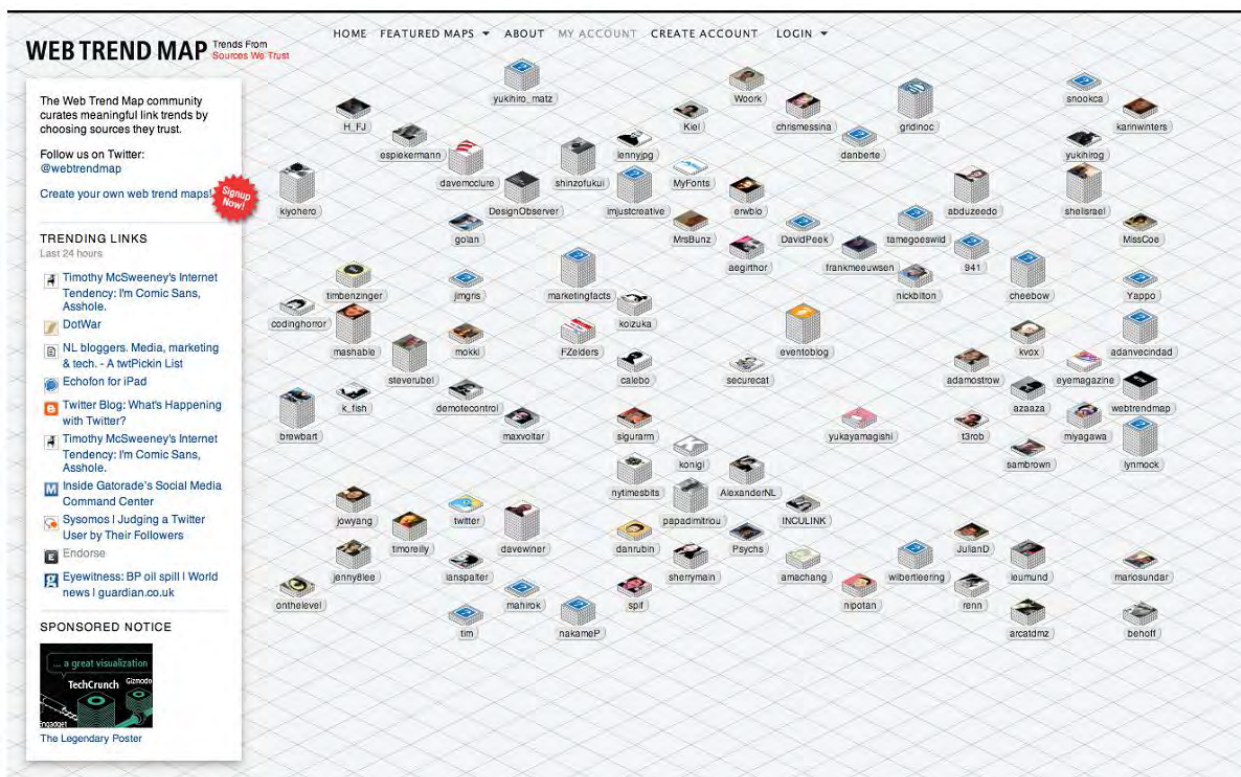 HOME FEATURED MAPS ABOUT MY ACCOUNT CREATE ACCOUNT LOGIN
WEB TREND MAP
Trends From
Sources We Trust
The Web Trend Map community
curates meaningful link trends by
choosing sources they trust.
Follow us on Twitter:
@webtrendmap
Create your own web trend maps!
Signup
Now!
TRENDING LINKS
Last 24 hours
Timothy McSweeney's Internet
Tendency: I'm Comic Sans,
Asshole.
DotWar
NL bloggers. Media, marketing
& tech. - A twtPickin List
Echofon for iPad
Twitter Blog: What's Happening
with Twitter?
Timothy McSweeney's Internet
Tendency: I'm Comic Sans,
Asshole.
Inside Gatorade's Social Media
Command Center
Sysomos | Judging a Twitter
User by Their Followers
Endorse
Eyewitness: BP oil spill | World
news | guardian.co.uk
SPONSORED NOTICE
... a great visualization
TechCrunch
Gizmodo
Engadget
The Legendary Poster
yukihiro_matz
Woork
snookca
H_FJ
Kiel
chrismessina
gridinoc
karinwinters
espiekermann
lennyjpg
danberte
yukihirog
davemcclure
shinzofukui
MyFonts
kiyohero
DesignObserver
imjustcreative
erwblo
abduzeedo
shelisrael
golan
MrsBunz
DavidPeek
tamegoeswild
MissCoe
aegirthor
frankmeeuwsen
941
timbenzinger
jimgris
marketingfacts
nickbilton
cheebow
Yappo
codinghorror
koizuka
mashable
mokkl
FZelders
eventoblog
kvox
adanvecindad
steverubel
calebo
securecat
adamostrow
eyemagazine
k_fish
demotecontrol
azaaza
webtrendmap
brewbart
maxvoltar
sigurarm
yukayamagishi
t3rob
miyagawa
konigi
sambrown
lynmock
nytimesbits
AlexanderNL
jowyang
twitter
papadimitriou
INCULINK
timoreilly
davewiner
danrubin
Psychs
JulianD
jenny8lee
ianspalter
sherrymain
amachang
wilbertleering
leumund
mariosundar
onthelevel
mahirok
spif
nipotan
renn
tim
nakameP
arcatdmz
behoff